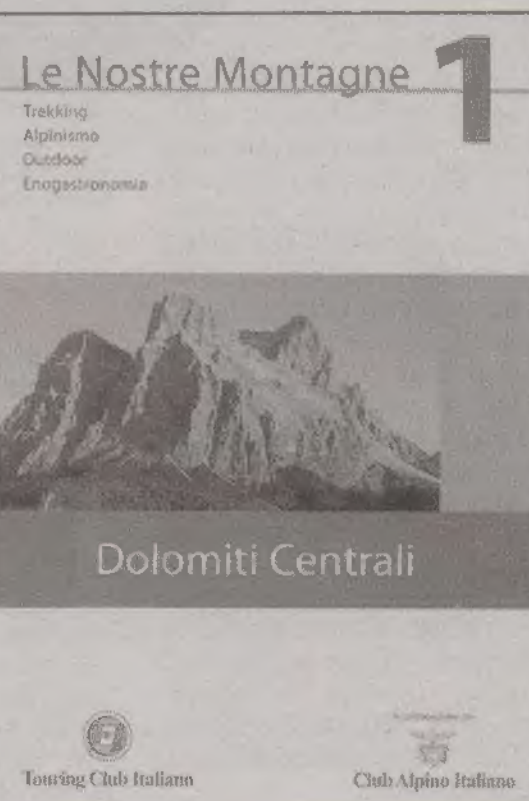 Le Nostre Montagne 1
Trekking
Alpinismo
Outdoor
Enogastronomia
Dolomiti Centrali
Touring Club Italiano
Club Alpino Italiano